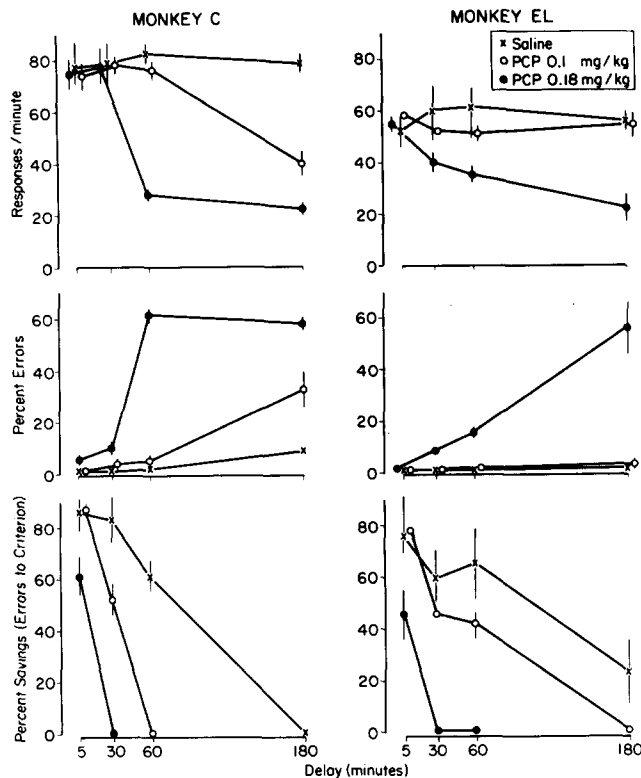 MONKEY C
MONKEY EL
Saline
PCP 0.1 mg/kg
PCP 0.18 mg/kg
Responses / minute
80
60
40
20
0
80
60
40
20
0
Percent Errors
60
40
20
0
60
40
20
0
Percent Savings (Errors to Criterion)
80
60
40
20
0
80
60
40
20
0
5 30 60 180
5 30 60 180
Delay (minutes)